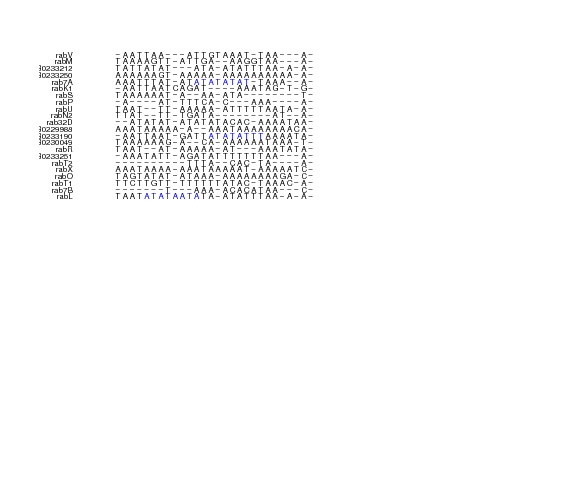 rabV -AATTAA---ATTGTAAAT-TAA---A-
rabM TAAAAGTT-ATTGA--AAGGTAA---A-
30233212 TATTATAT---ATA-ATATTTAA-A-A-
30233250 AAAAAAGT-AAAAA-AAAAAAAAAA-A-
rab7A AAATTTAT-ATATATATATAT-TAAA--A-
rabK1 -AATTAATCAGAT----AAATAG-T-G-
rabS TAAAAAAT-A--AA-ATA--------T-
rabP -A----AT-TTTCA-C---AAA----A-
rabU TAAT--TT-AAAAA-ATTTTTAATA-A-
rabN2 TTAT--TT-TGATA--------AT--A-
rab32D --ATATAT-ATATATACAC-AAAATAA-
30229988 AAATAAAAA-A--AAATAAAAAAAACA-
30233190 -AATTAAT-GATTATATATTTAAAATA-
30230049 TAAAAAAG-A--CA-AAAAAATAAA-T-
rabR TAAT--AT-AAAAA-AT---AAATATA-
30233251 -AAATATT-AGATATTTTTTTAA---A-
rabT2 ----------TTTA--CAC-TA----A-
rabX AAATAAAA-AAATAAAAAT-AAAAATC-
rabO TAGTATAT-ATAAA-AAAAAAAAGA-C-
rabT1 TTCTTGTT-TTTTTTATAC-TAAC-A-
rab7B -------T---AAA-ACACATAA---C-
rabL TAATATATAATATA-ATATTTAA-A-A-